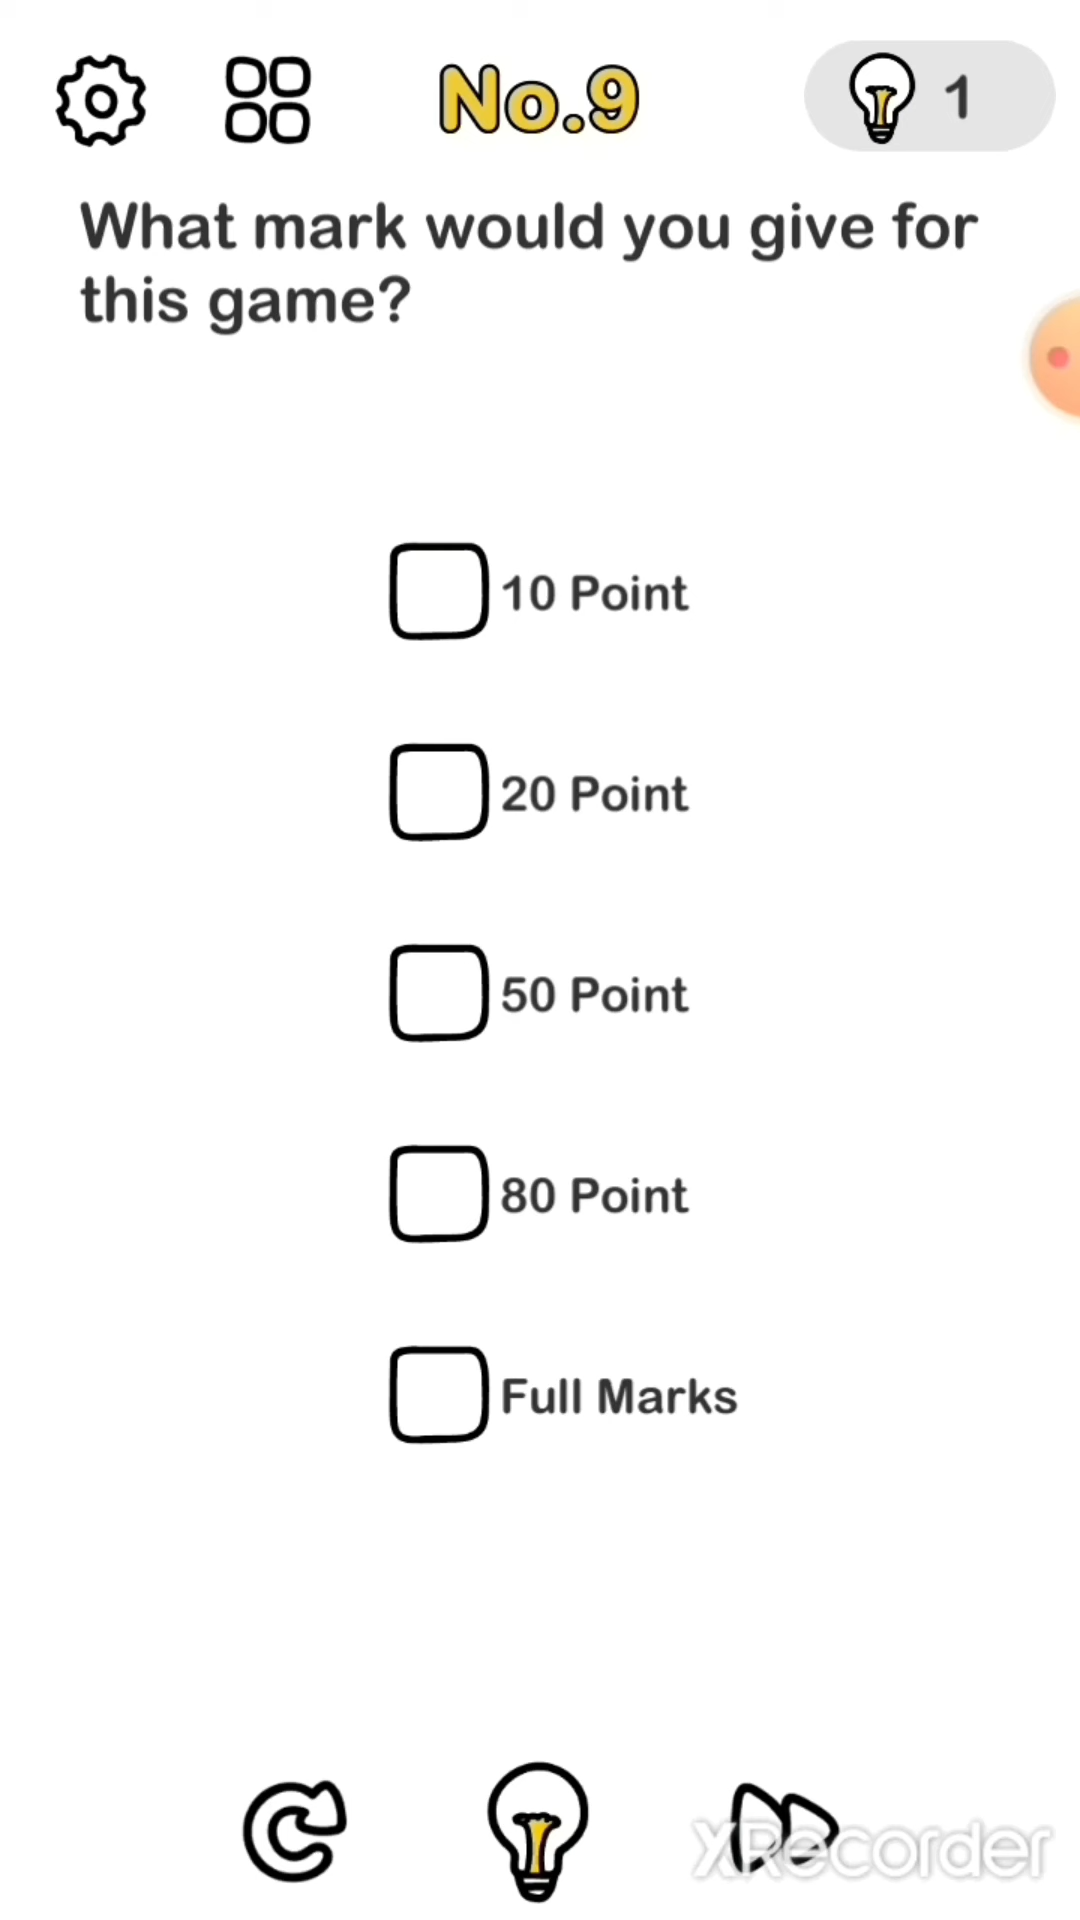 No.9
1
What mark would you give for
this game?
10 Point
20 Point
50 Point
80 Point
Full Marks
XRecorder